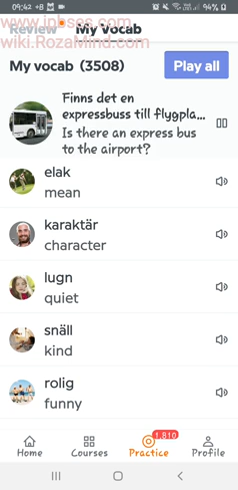 09:42 +B 94%
www.inbses.com
Review My Vocab
wiki.RozaMind.com
My vocab (3508) Play all
Finns det en
expressbuss till flygpla...
Is there an express bus
to the airport?
elak
mean
karaktär
character
lugn
quiet
snäll
kind
rolig
funny
1,810
Home Courses Practice Profile